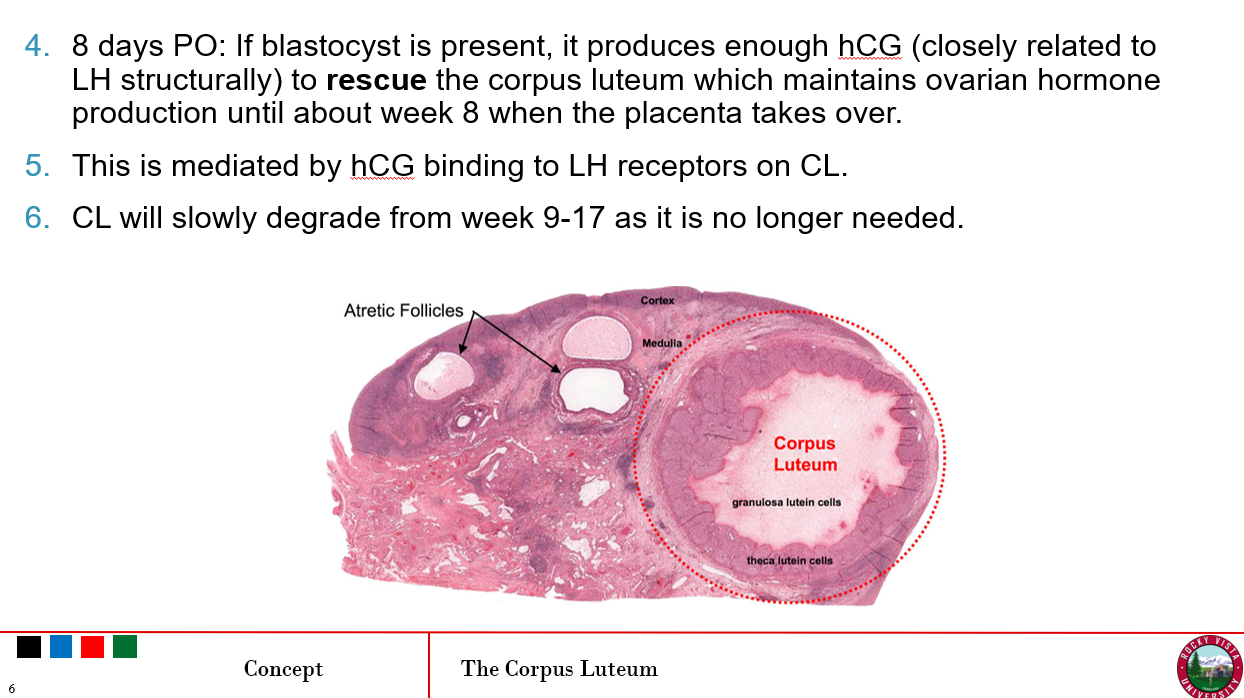 4. 8 days PO: If blastocyst is present, it produces enough hCG (closely related to
LH structurally) to rescue the corpus luteum which maintains ovarian hormone
production until about week 8 when the placenta takes over.
5. This is mediated by hCG binding to LH receptors on CL.
6. CL will slowly degrade from week 9-17 as it is no longer needed.
Atretic Follicles
Cortex
Medulla
Corpus
Luteum
granulosa lutein cells
theca lutein cells
Concept
The Corpus Luteum
6
ROCKY VISTA
UNIVERSITY